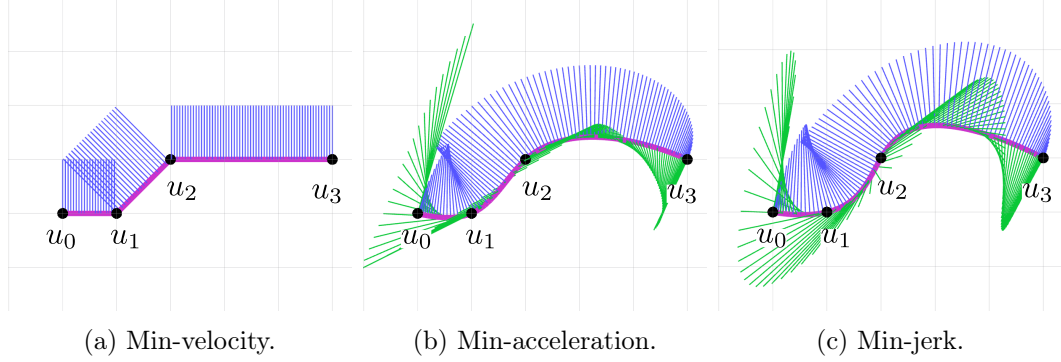 u₀ u₁ u₂ u₃
u₀ u₁ u₂ u₃
u₀ u₁ u₂ u₃
(a) Min-velocity. (b) Min-acceleration. (c) Min-jerk.